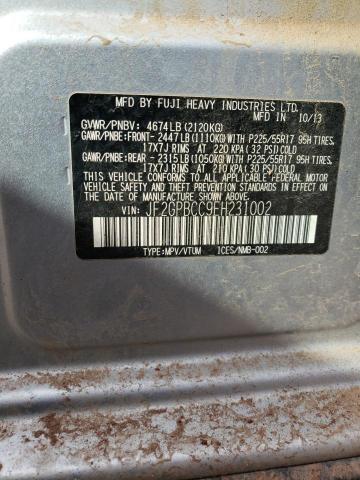 MFD BY FUJI HEAVY INDUSTRIES LTD.
IN 10/13
GVWR/PNBV: 4674LB(2120KG)
GAWR/PNBE:FRONT- 2447LB(1110KG)WITH P225/55R17 95H TIRES,
17X7J RIMS AT 220 KPA(32 PSI)COLD
GAWR/PNBE:REAR - 2315LB(1050KG)WITH P225/55R17 95H TIRES,
17X7J RIMS AT 210 KPA(30 PSI)COLD
THIS VEHICLE CONFORMS TO ALL APPLICABLE FEDERAL MOTOR
VEHICLE SAFETY STANDARDS IN EFFECT ON THE DATE
OF MANUFACTURE SHOWN ABOVE.
VIN: JF2GPBCC9FH231002
TYPE:MPV/VTUM ICES/NMB-002